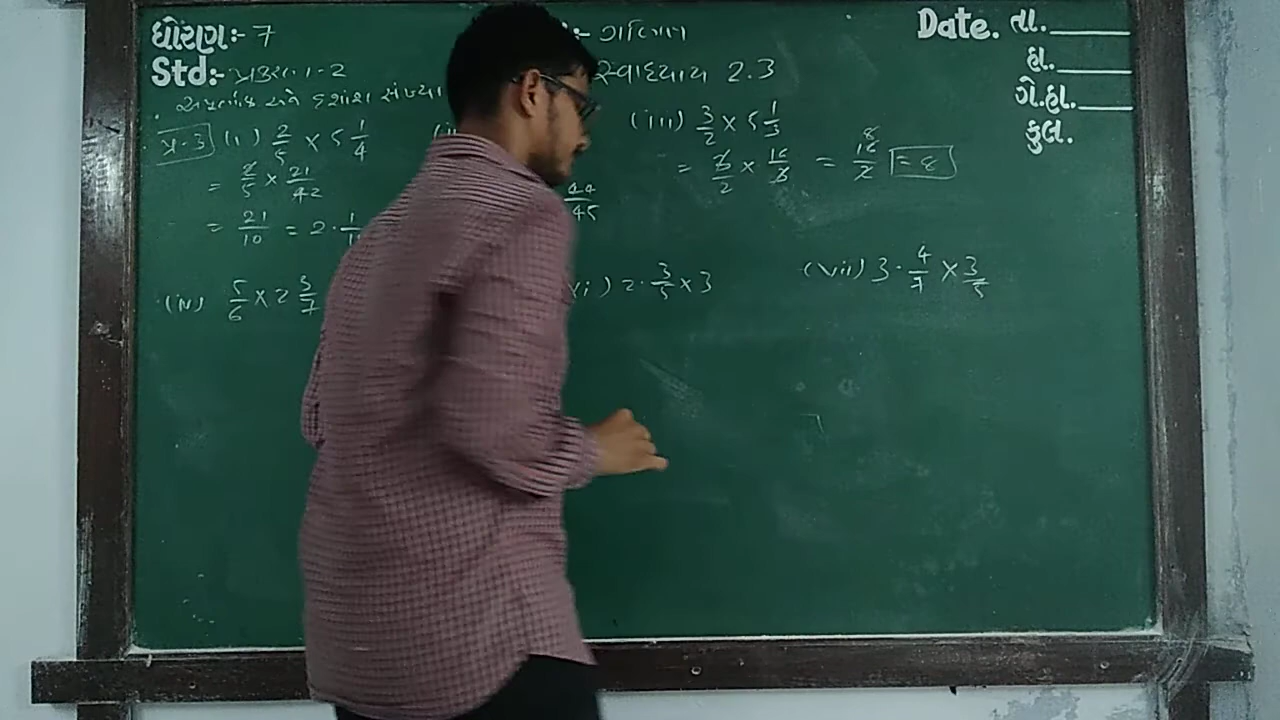 ધોરણ:- 7 :- ગણિત Date. તા.
Std:- પ્રકરણ 1-2 સ્વાધ્યાય 2.3 હા.
અપૂર્ણાંક અને દશાંશ સંખ્યા ગે.હા.
કુલ.
પ્ર-3 (i) 2/5 × 5 1/4 (iii) 3/2 × 5 1/3
= 2/5 × 21/42 = 3/2 × 16/3 = 16/2 = 8
= 21/10 = 2 · 1/1 44/45
(iv) 5/6 × 2 3/7 vi) 2 · 3/5 × 3 (vii) 3 · 4/7 × 3/5